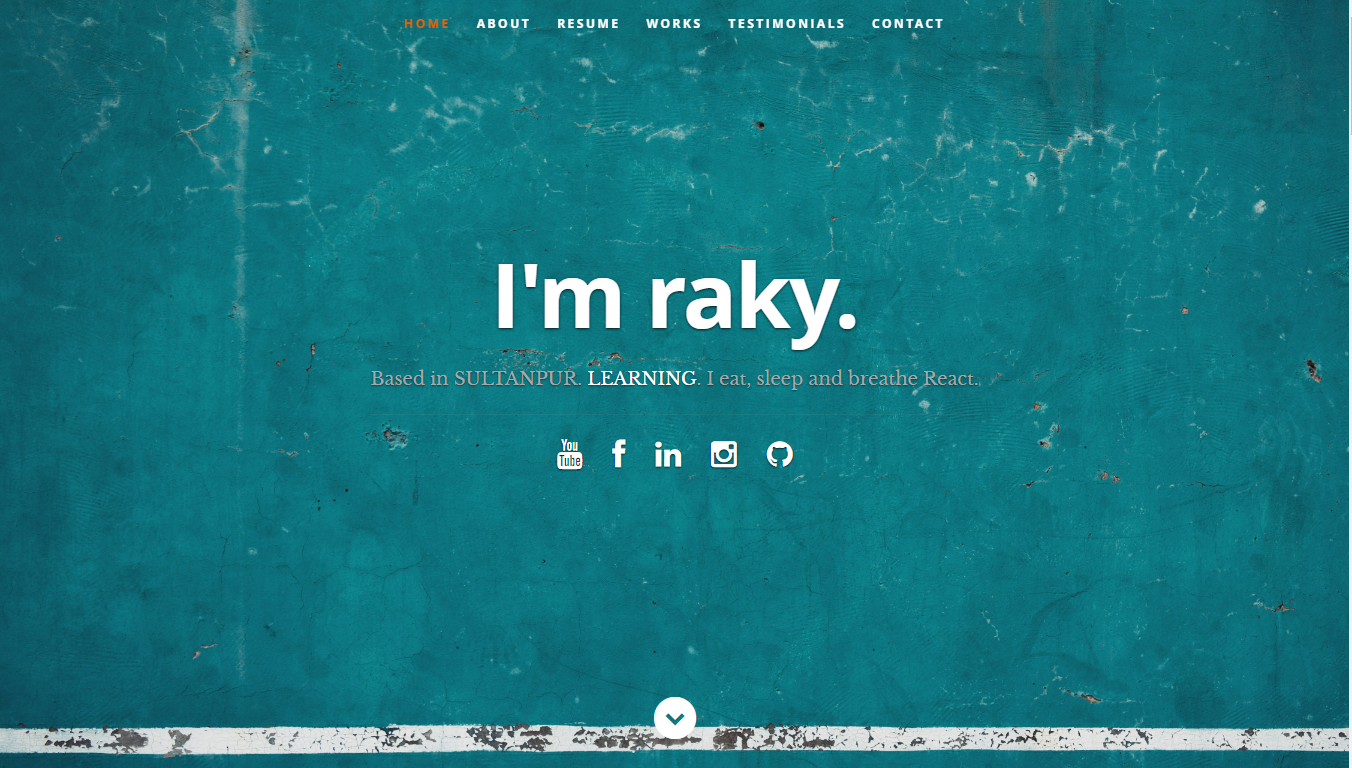 HOME ABOUT RESUME WORKS TESTIMONIALS CONTACT
I'm raky.
Based in SULTANPUR. LEARNING. I eat, sleep and breathe React.
You
Tube